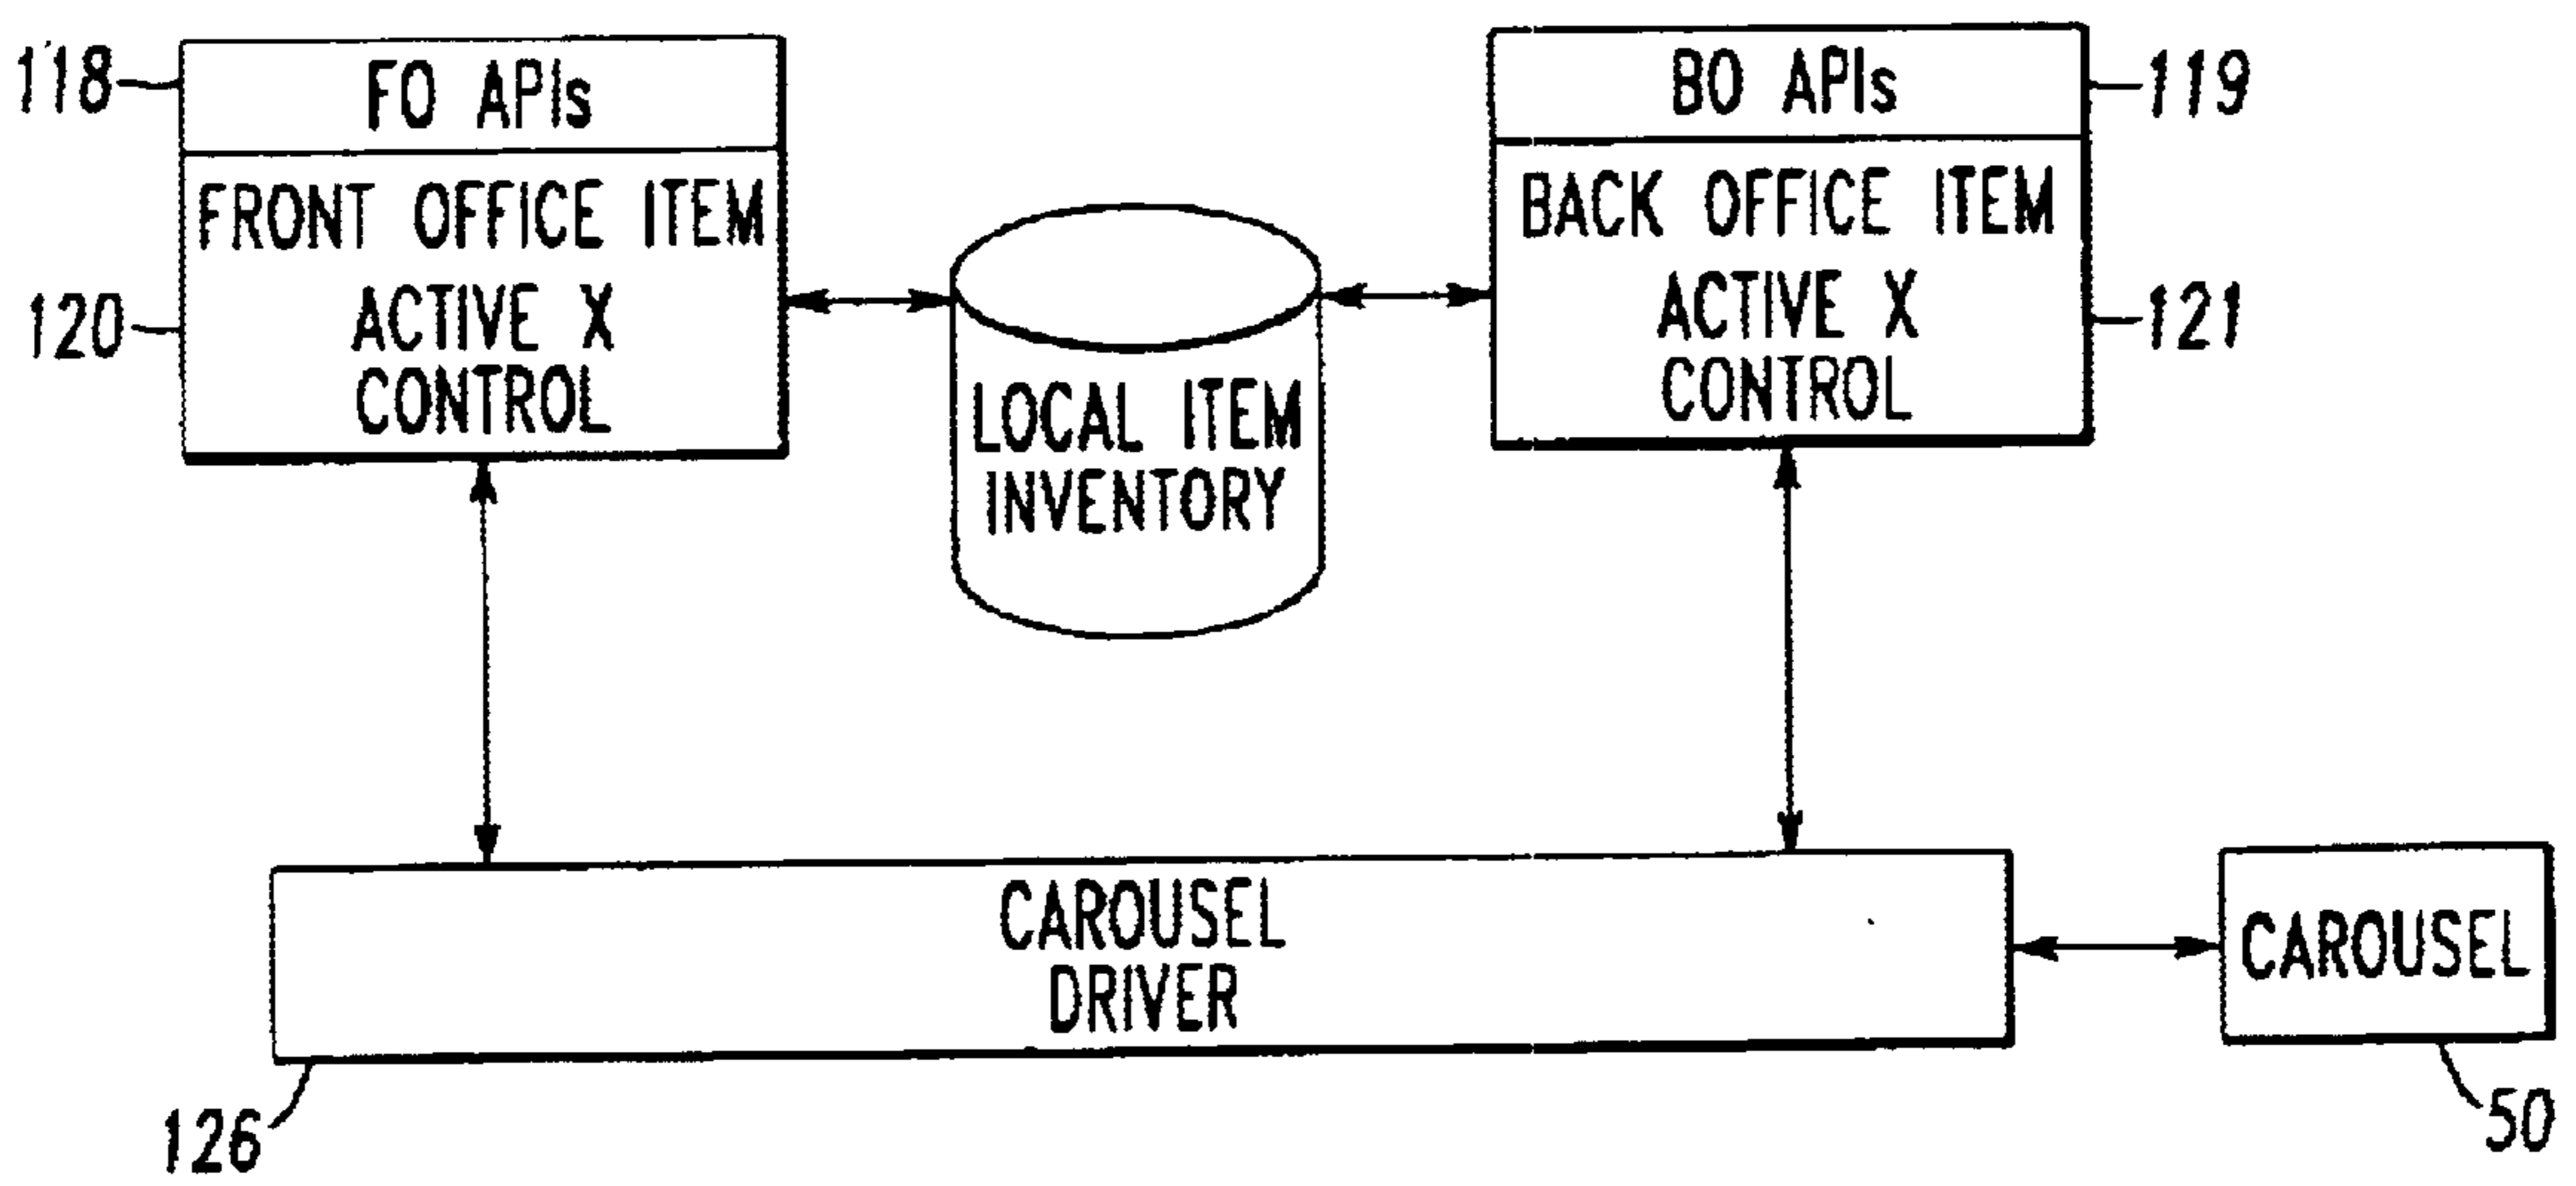 118
FO APIs
FRONT OFFICE ITEM
120
ACTIVE X
CONTROL
LOCAL ITEM
INVENTORY
BO APIs
119
BACK OFFICE ITEM
ACTIVE X
121
CONTROL
CAROUSEL
DRIVER
126
CAROUSEL
50